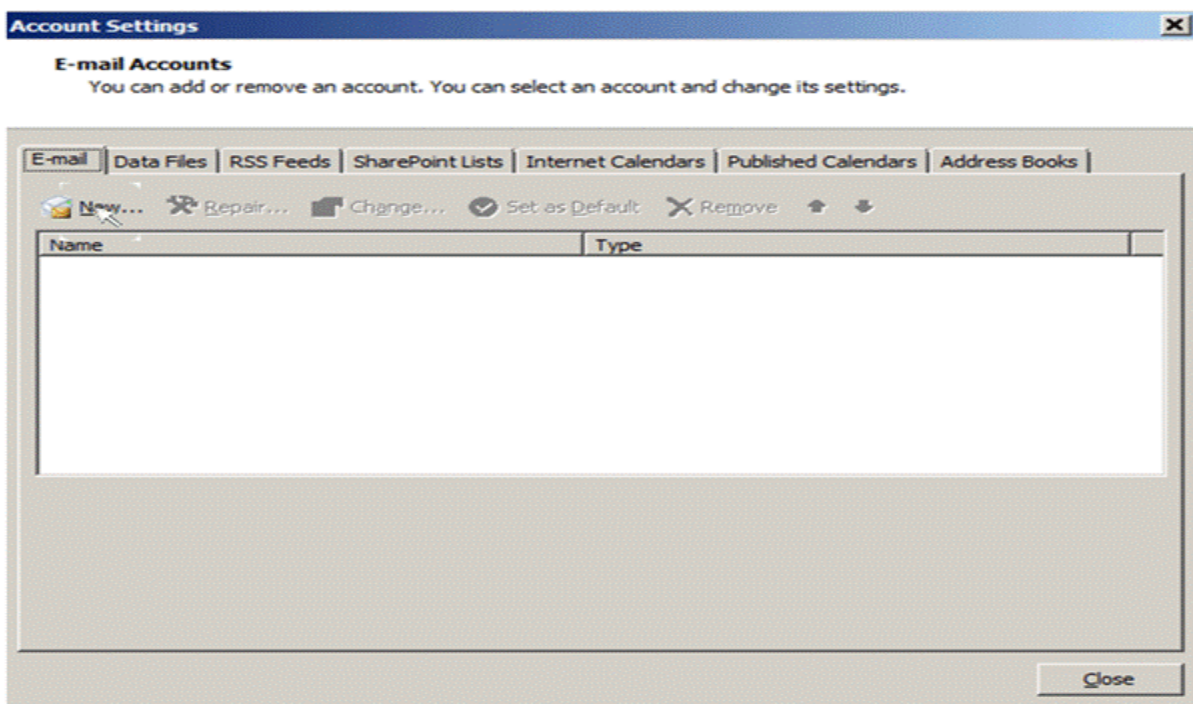 Account Settings
E-mail Accounts
You can add or remove an account. You can select an account and change its settings.
E-mail Data Files RSS Feeds SharePoint Lists Internet Calendars Published Calendars Address Books
New... Repair... Change... Set as Default Remove
Name Type
Close